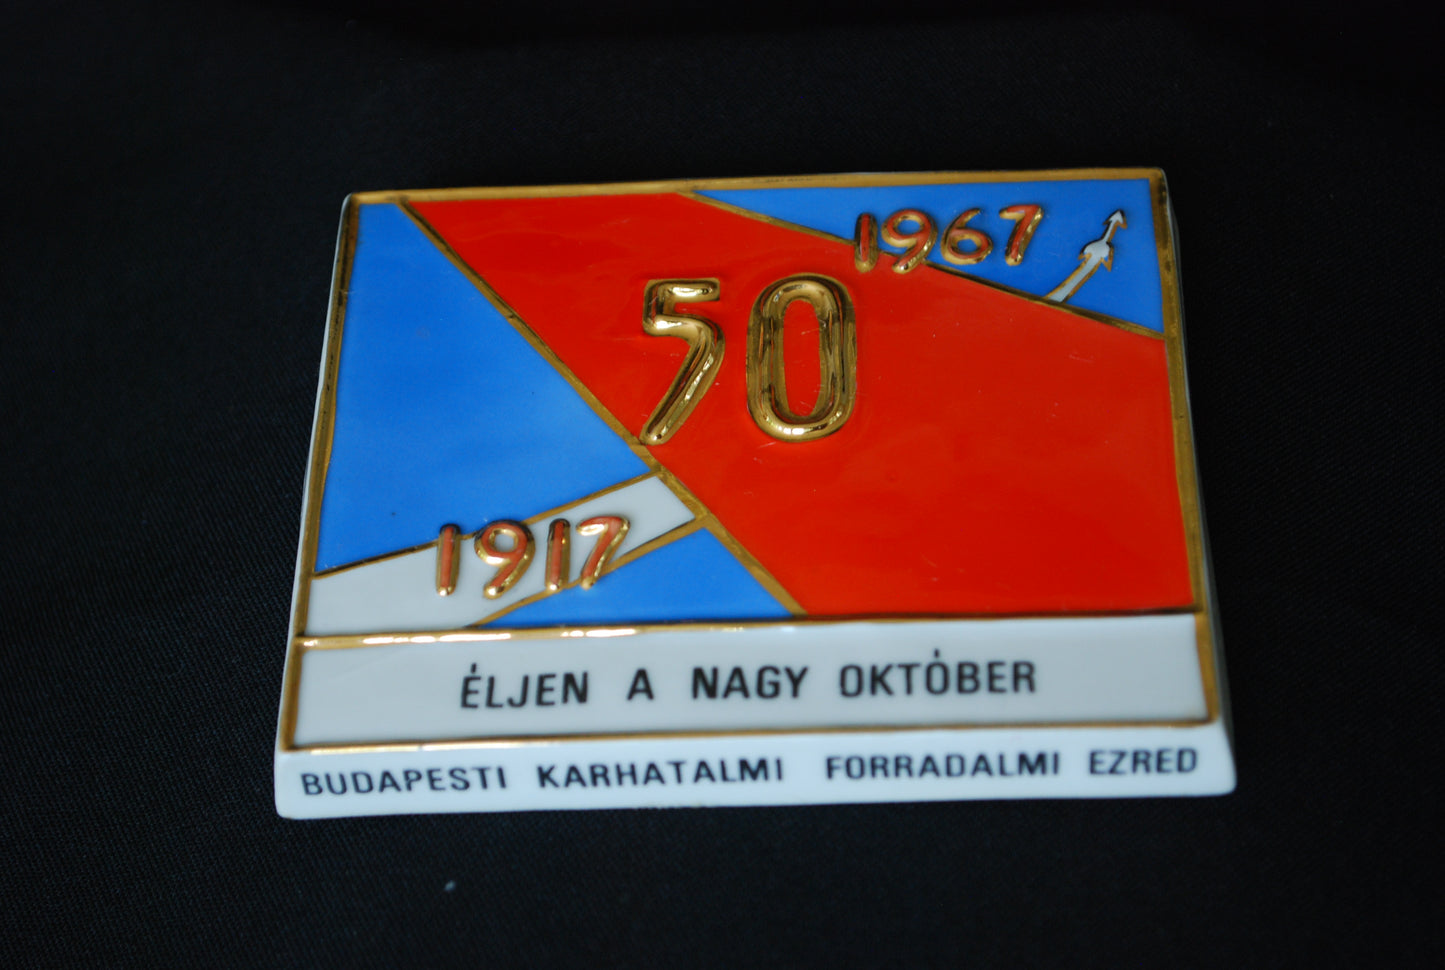 1967
50
1917
ÉLJEN A NAGY OKTÓBER
BUDAPESTI KARHATALMI FORRADALMI EZRED